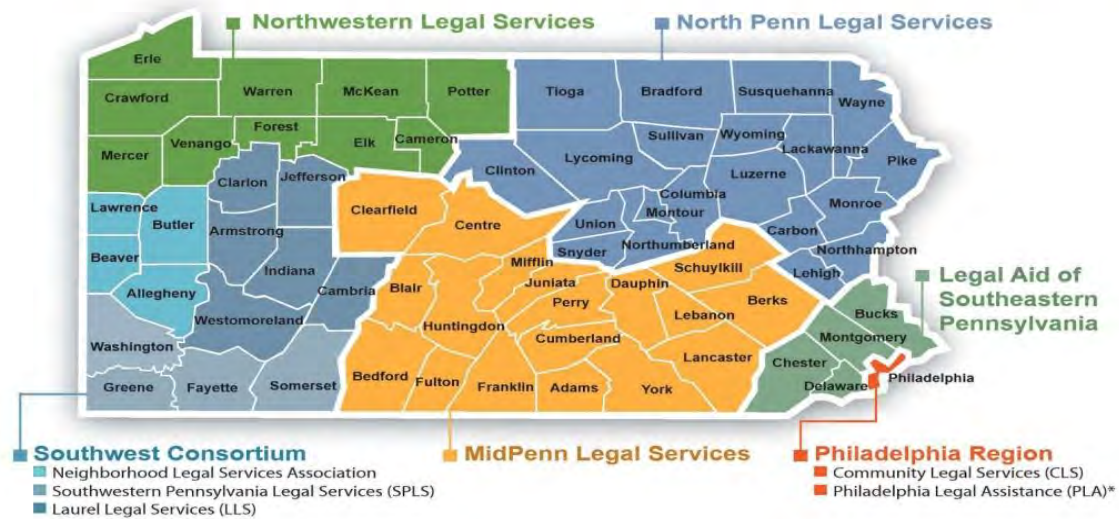 Northwestern Legal Services
North Penn Legal Services
Erie
Crawford
Warren
McKean
Potter
Tioga
Bradford
Susquehanna
Wayne
Mercer
Venango
Forest
Elk
Cameron
Sullivan
Wyoming
Lackawanna
Pike
Clarion
Jefferson
Clinton
Lycoming
Luzerne
Lawrence
Butler
Armstrong
Clearfield
Centre
Columbia
Montour
Monroe
Union
Carbon
Snyder
Northumberland
Northhampton
Beaver
Indiana
Mifflin
Schuylkill
Lehigh
Legal Aid of
Southeastern
Pennsylvania
Allegheny
Cambria
Blair
Juniata
Dauphin
Perry
Berks
Bucks
Westomoreland
Huntingdon
Lebanon
Cumberland
Montgomery
Washington
Lancaster
Chester
Greene
Fayette
Somerset
Bedford
Fulton
Franklin
Adams
York
Delaware
Philadelphia
Southwest Consortium
Neighborhood Legal Services Association
Southwestern Pennsylvania Legal Services (SPLS)
Laurel Legal Services (LLS)
MidPenn Legal Services
Philadelphia Region
Community Legal Services (CLS)
Philadelphia Legal Assistance (PLA)*